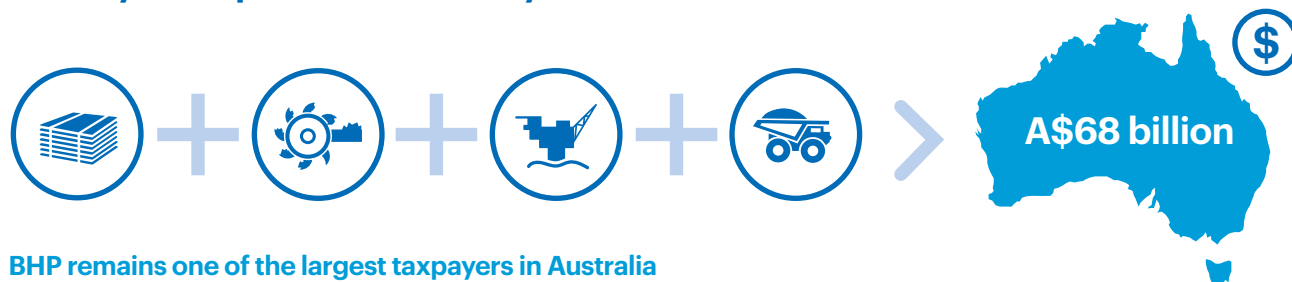 $
A$68 billion
BHP remains one of the largest taxpayers in Australia